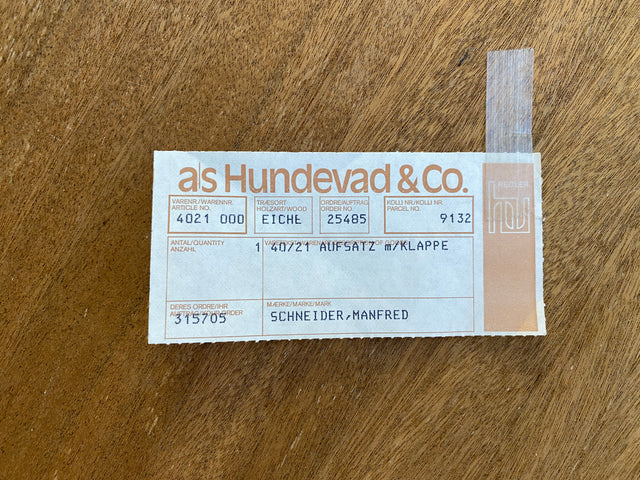 a/s Hundevad & Co.
VARENR./WARENNR. ARTICLE NO. 4021 000
TRÆSORT HOLZART/WOOD EICHE
ORDRE/AUFTRAG ORDER NO 25485
KOLLI NR/KOLLI NR. PARCEL NO. 9132
ANTAL/QUANTITY ANZAHL 1
40/21 AUFSATZ m/KLAPPE
DERES ORDRE/IHR 315705
MÆRKE/MARKE/MARK
SCHNEIDER,MANFRED